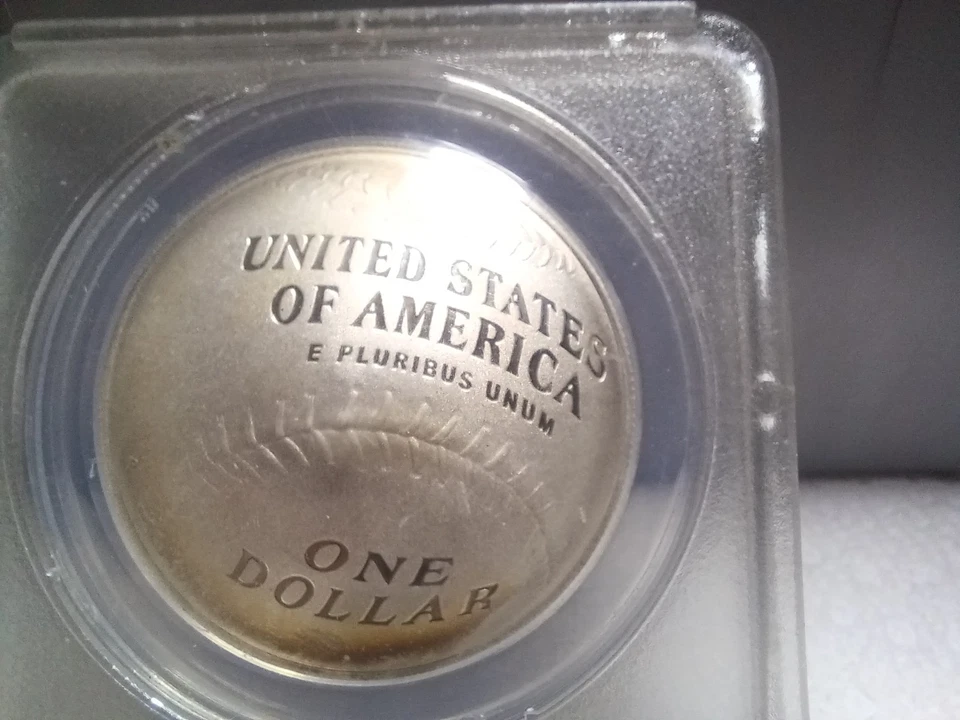 UNITED STATES
OF AMERICA
E PLURIBUS UNUM
ONE
DOLLAR